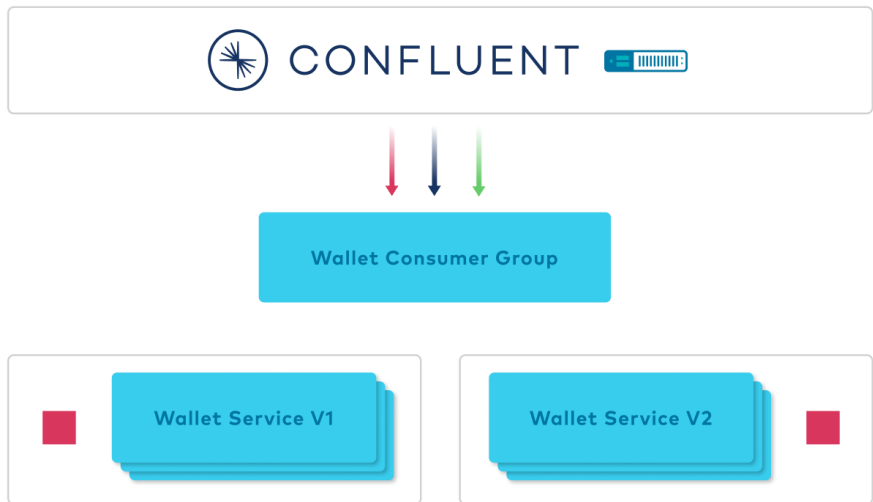 CONFLUENT
Wallet Consumer Group
Wallet Service V1
Wallet Service V2